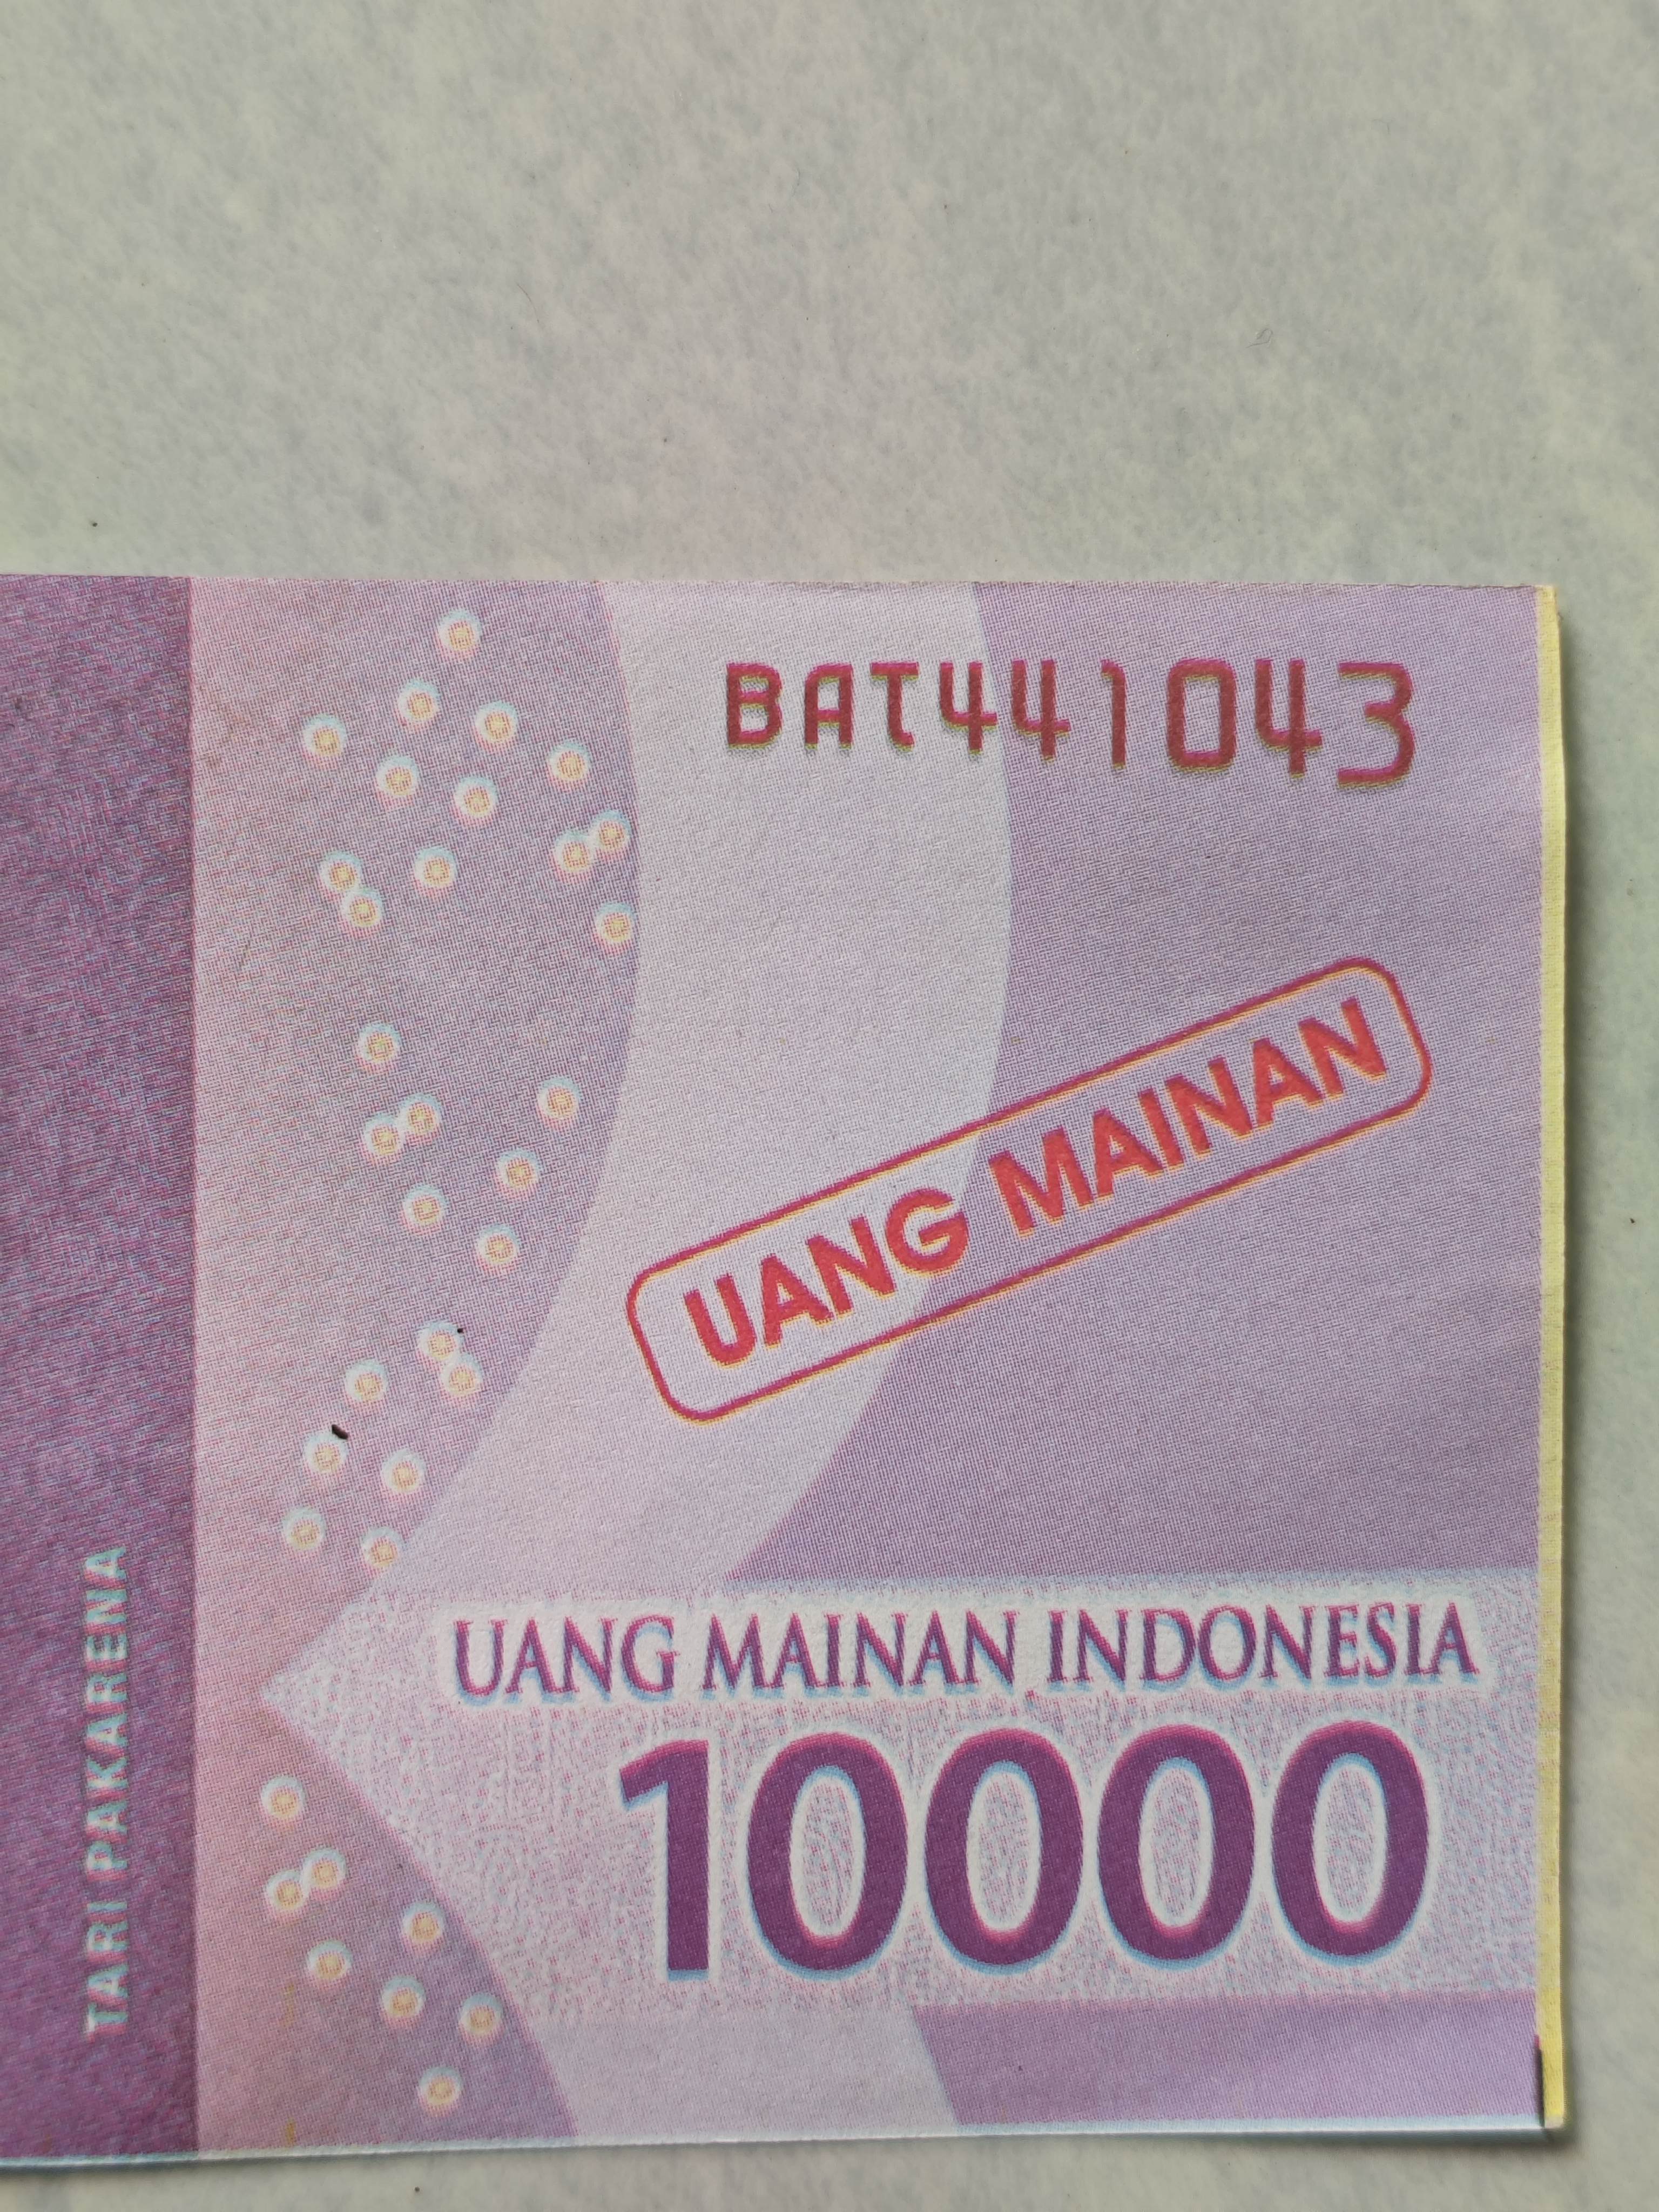 BAT441043
UANG MAINAN
UANG MAINAN INDONESIA
10000
TARI PAKARENA